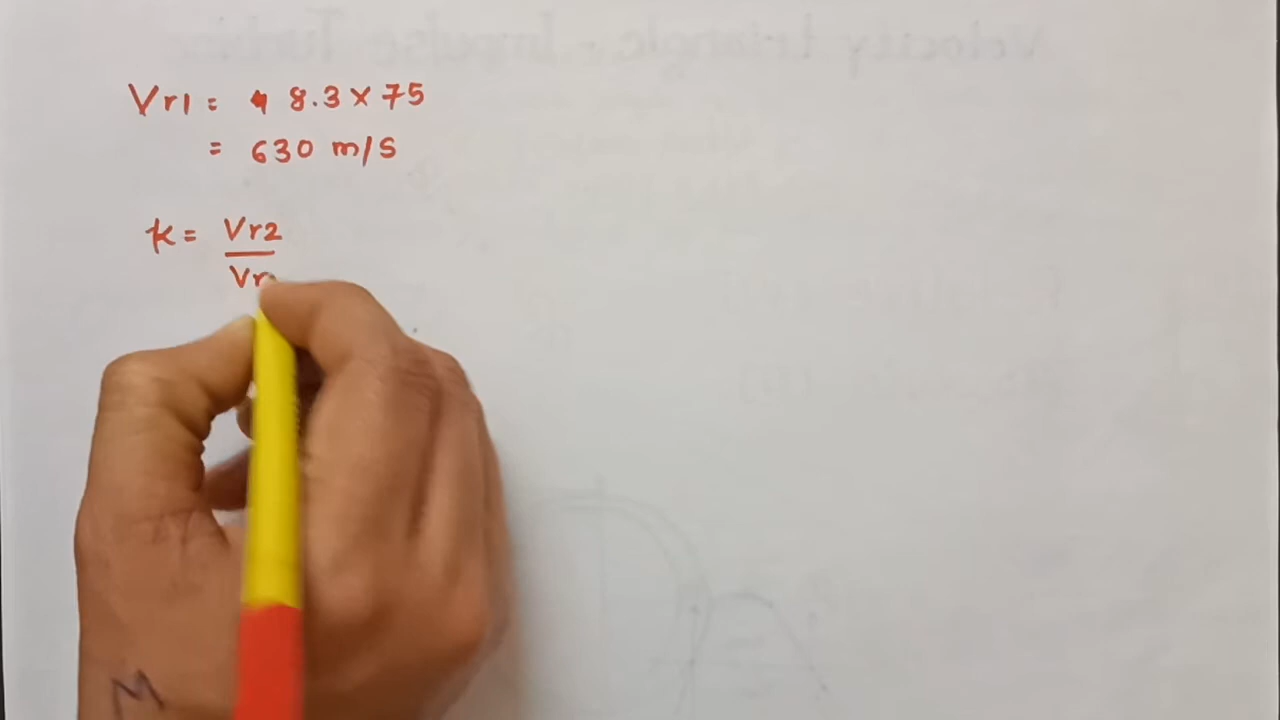 Vr1 = 8.3 × 75
= 630 m/s
K = Vr2
Vr
M